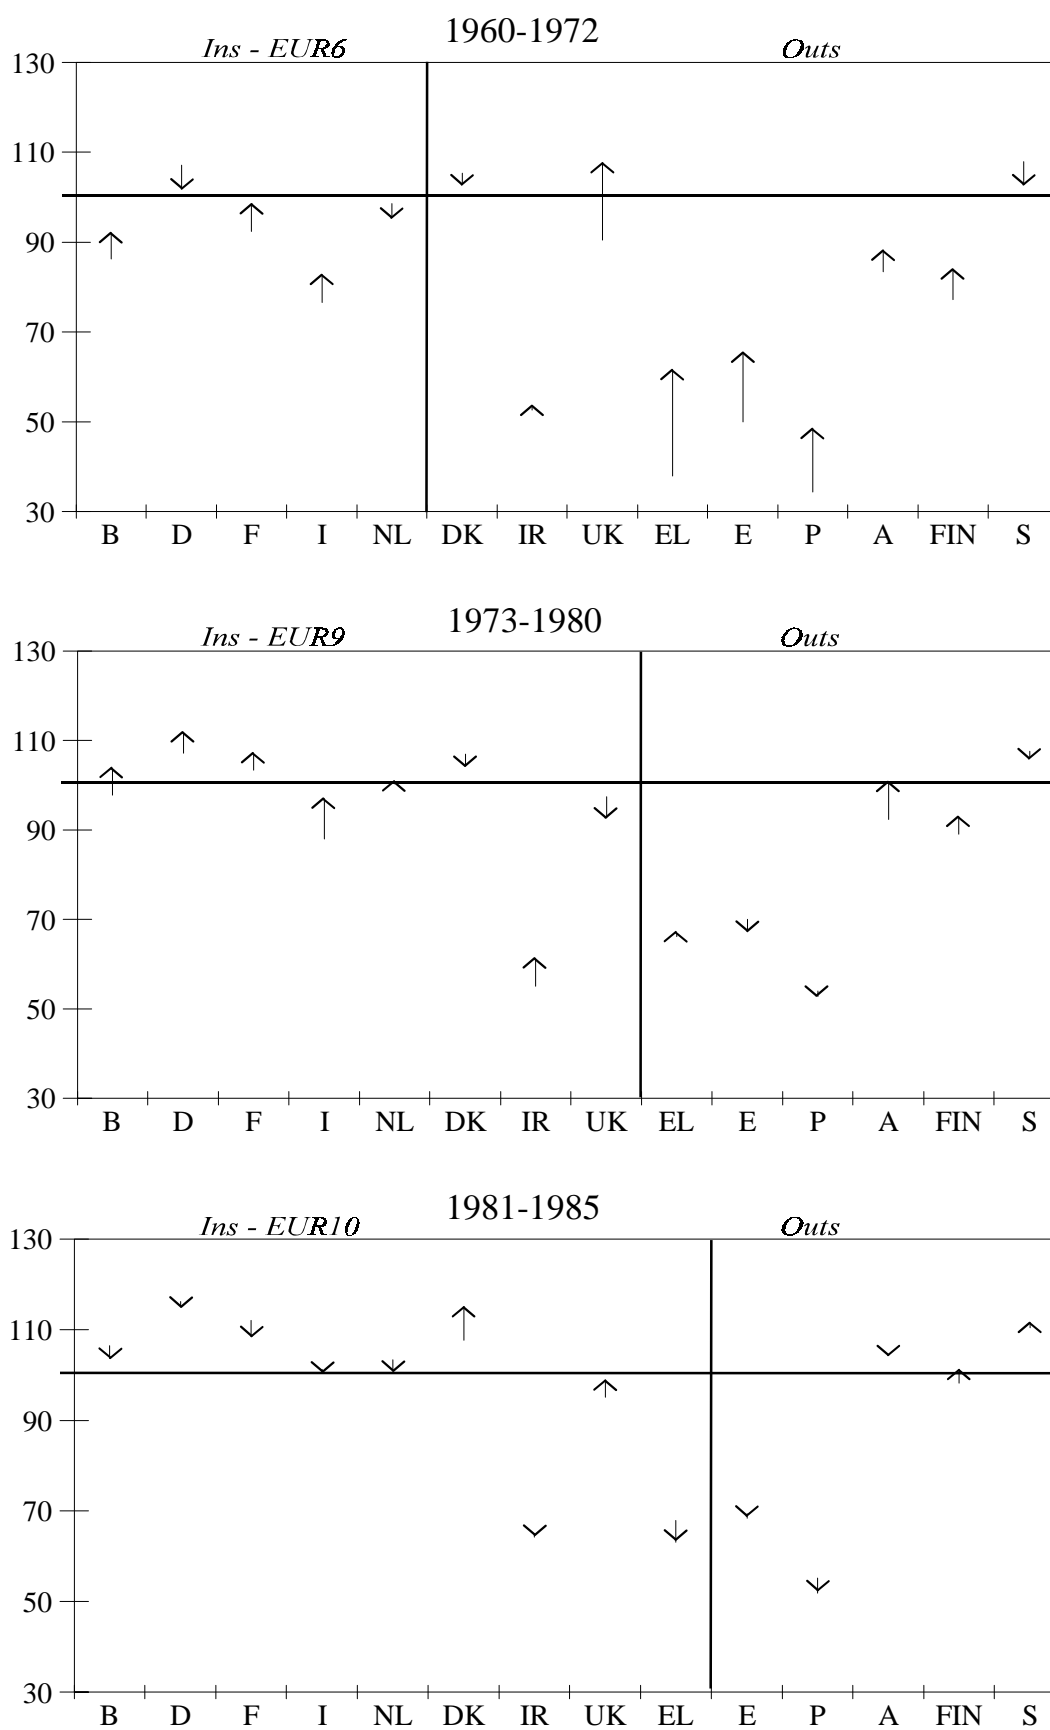 1960-1972
Ins - EUR6
Outs
130
110
90
70
50
30
B D F I NL DK IR UK EL E P A FIN S
1973-1980
Ins - EUR9
Outs
130
110
90
70
50
30
B D F I NL DK IR UK EL E P A FIN S
1981-1985
Ins - EUR10
Outs
130
110
90
70
50
30
B D F I NL DK IR UK EL E P A FIN S